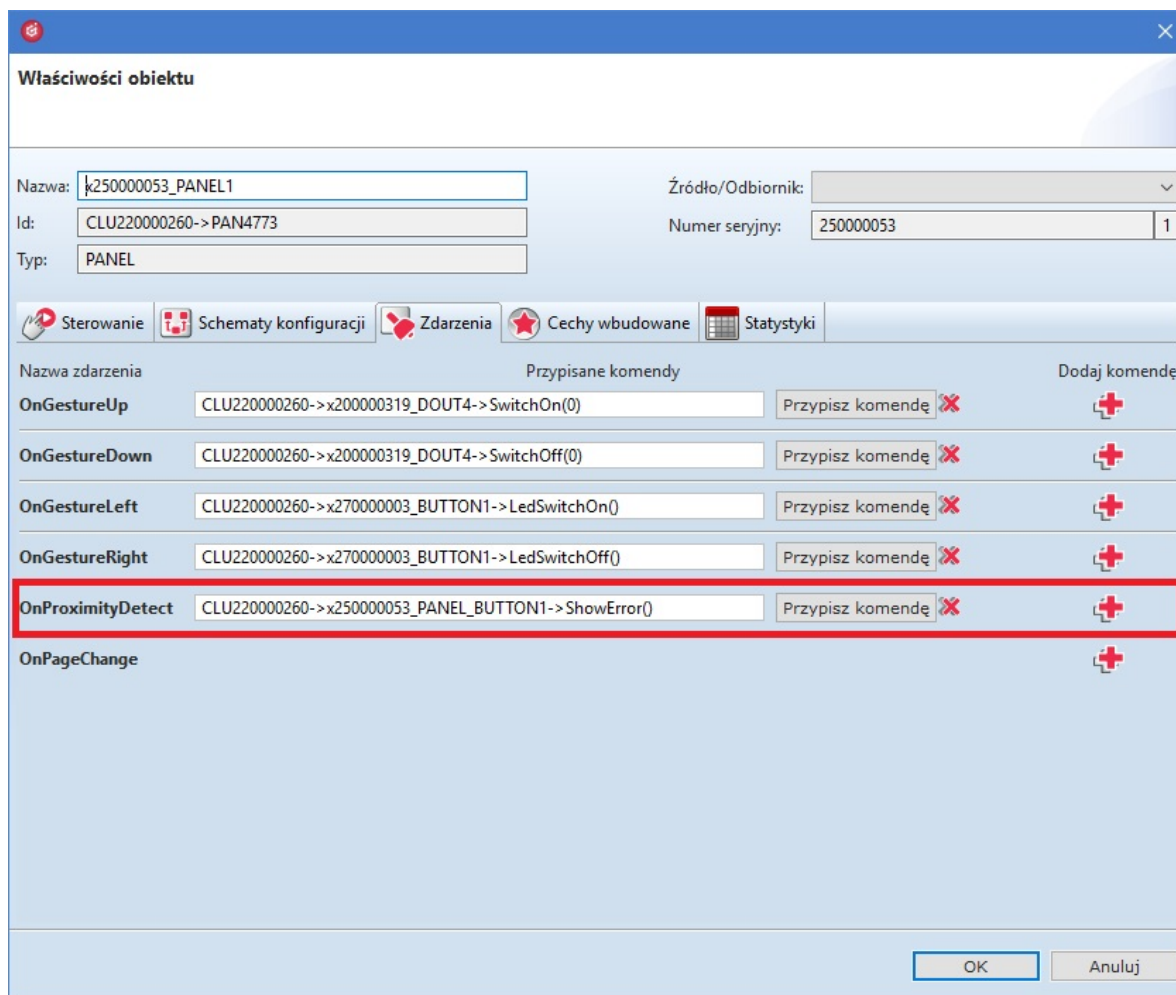 Właściwości obiektu
Nazwa: x250000053_PANEL1 Źródło/Odbiornik:
Id: CLU220000260->PAN4773 Numer seryjny: 250000053 1
Typ: PANEL
Sterowanie Schematy konfiguracji Zdarzenia Cechy wbudowane Statystyki
Nazwa zdarzenia Przypisane komendy Dodaj komendę
OnGestureUp CLU220000260->x200000319_DOUT4->SwitchOn(0) Przypisz komendę
OnGestureDown CLU220000260->x200000319_DOUT4->SwitchOff(0) Przypisz komendę
OnGestureLeft CLU220000260->x270000003_BUTTON1->LedSwitchOn() Przypisz komendę
OnGestureRight CLU220000260->x270000003_BUTTON1->LedSwitchOff() Przypisz komendę
OnProximityDetect CLU220000260->x250000053_PANEL_BUTTON1->ShowError() Przypisz komendę
OnPageChange
OK Anuluj